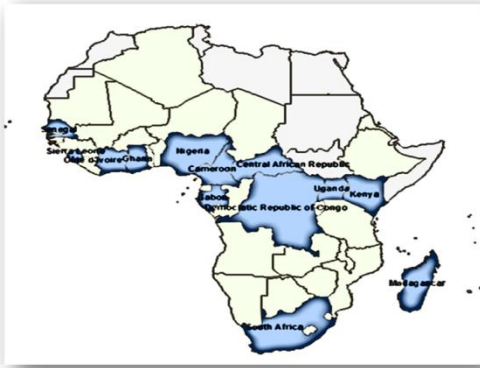 Senegal
Sierra Leone
Côte d'Ivoire
Ghana
Nigeria
Cameroon
Central African Republic
Gabon
Democratic Republic of Congo
Uganda
Kenya
Madagascar
South Africa